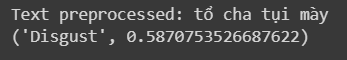 Text preprocessed: tổ cha tụi mày
('Disgust', 0.5870753526687622)